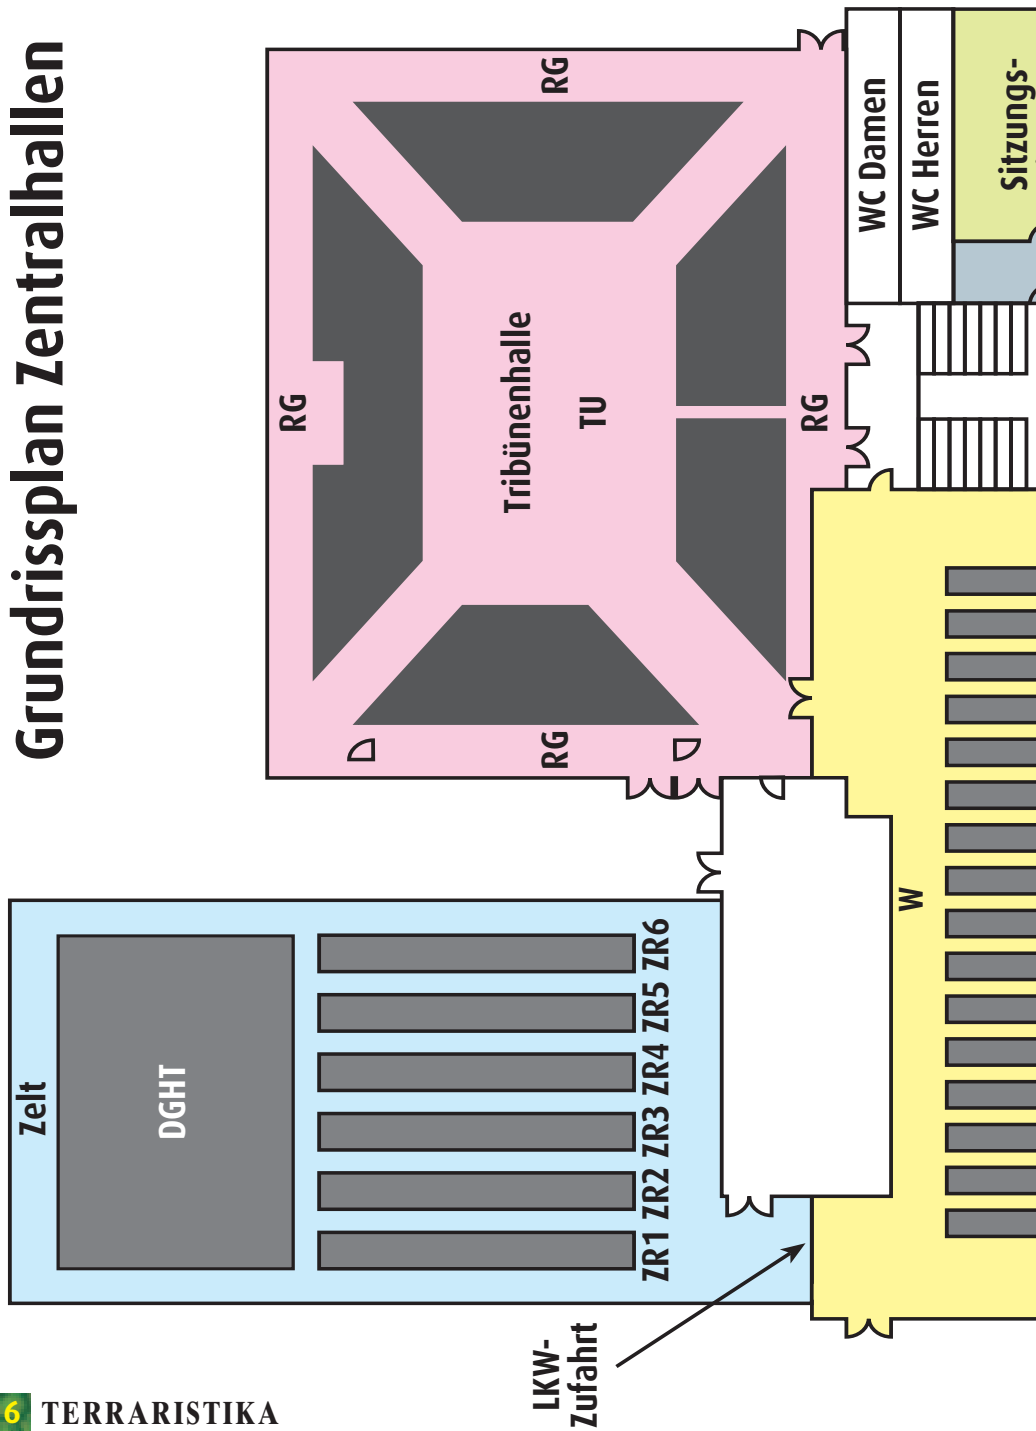 Grundrissplan Zentralhallen
Zelt
DGHT
ZR1 ZR2 ZR3 ZR4 ZR5 ZR6
LKW-
Zufahrt
RG
RG
RG
RG
Tribünenhalle
TU
WC Damen
WC Herren
Sitzungs-
W
6 TERRARISTIKA